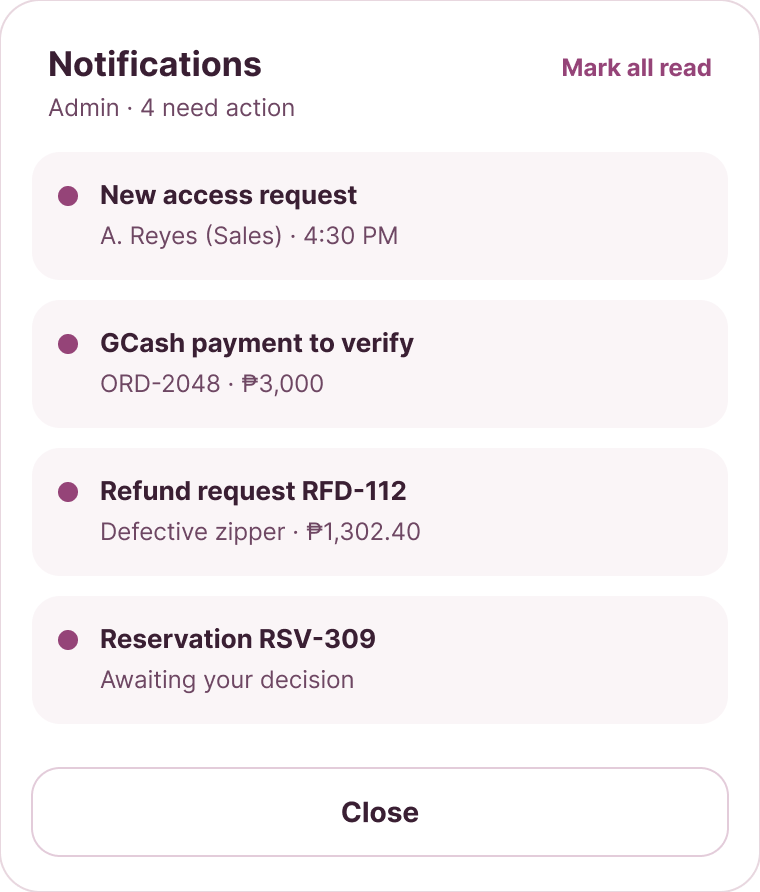 Notifications
Mark all read
Admin · 4 need action
New access request
A. Reyes (Sales) · 4:30 PM
GCash payment to verify
ORD-2048 · ₱3,000
Refund request RFD-112
Defective zipper · ₱1,302.40
Reservation RSV-309
Awaiting your decision
Close